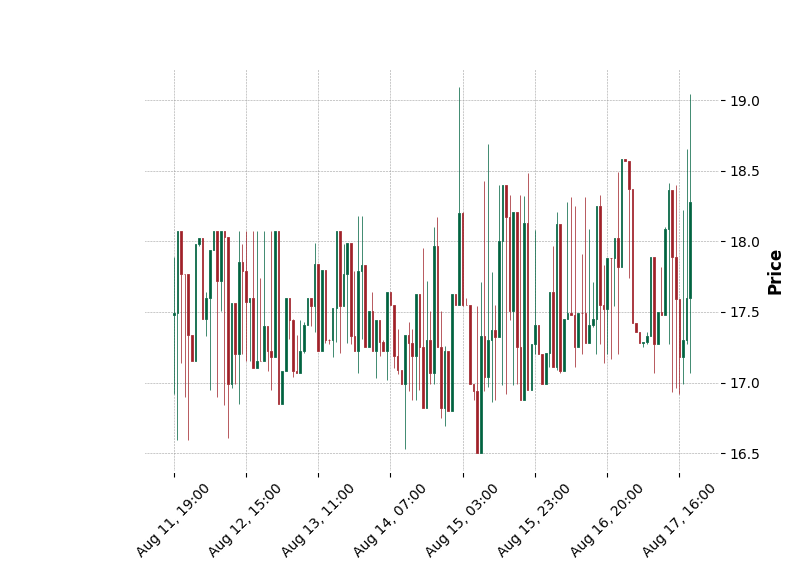 19.0
18.5
18.0
17.5
17.0
16.5
Price
Aug 11, 19:00
Aug 12, 15:00
Aug 13, 11:00
Aug 14, 07:00
Aug 15, 03:00
Aug 15, 23:00
Aug 16, 20:00
Aug 17, 16:00